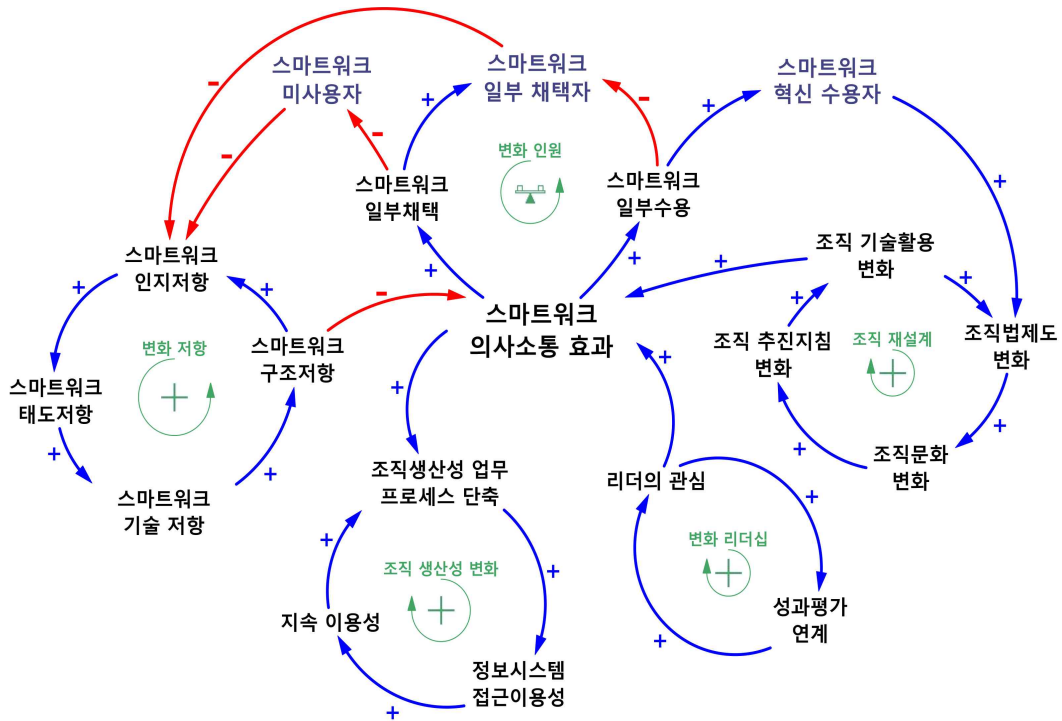 스마트워크
미사용자
스마트워크
일부 채택자
스마트워크
혁신 수용자
-
-
-
+
-
+
+
변화 인원
스마트워크
일부채택
스마트워크
일부수용
+
+
스마트워크
인지저항
+
+
-
스마트워크
의사소통 효과
+
조직 기술활용
변화
+
+
조직 추진지침
변화
조직 재설계
조직법제도
변화
+
+
조직문화
변화
변화 저항
스마트워크
구조저항
스마트워크
태도저항
+
+
스마트워크
기술 저항
+
+
조직생산성 업무
프로세스 단축
리더의 관심
+
+
+
조직 생산성 변화
변화 리더십
지속 이용성
성과평가
연계
+
정보시스템
접근이용성
+